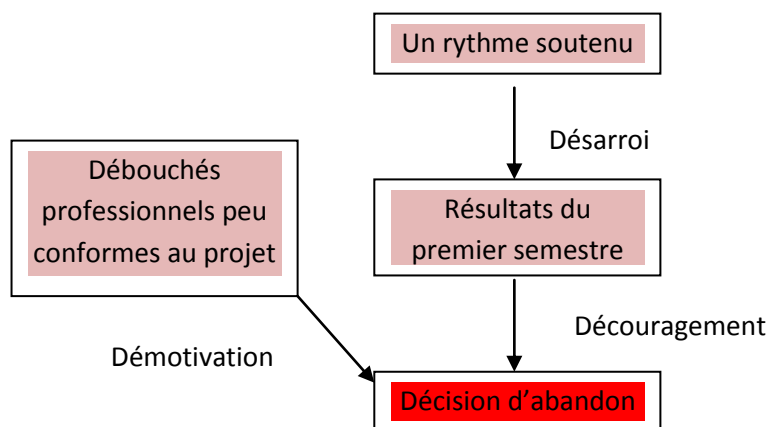 Un rythme soutenu
Désarroi
Débouchés
professionnels peu
conformes au projet
Résultats du
premier semestre
Découragement
Démotivation
Décision d’abandon